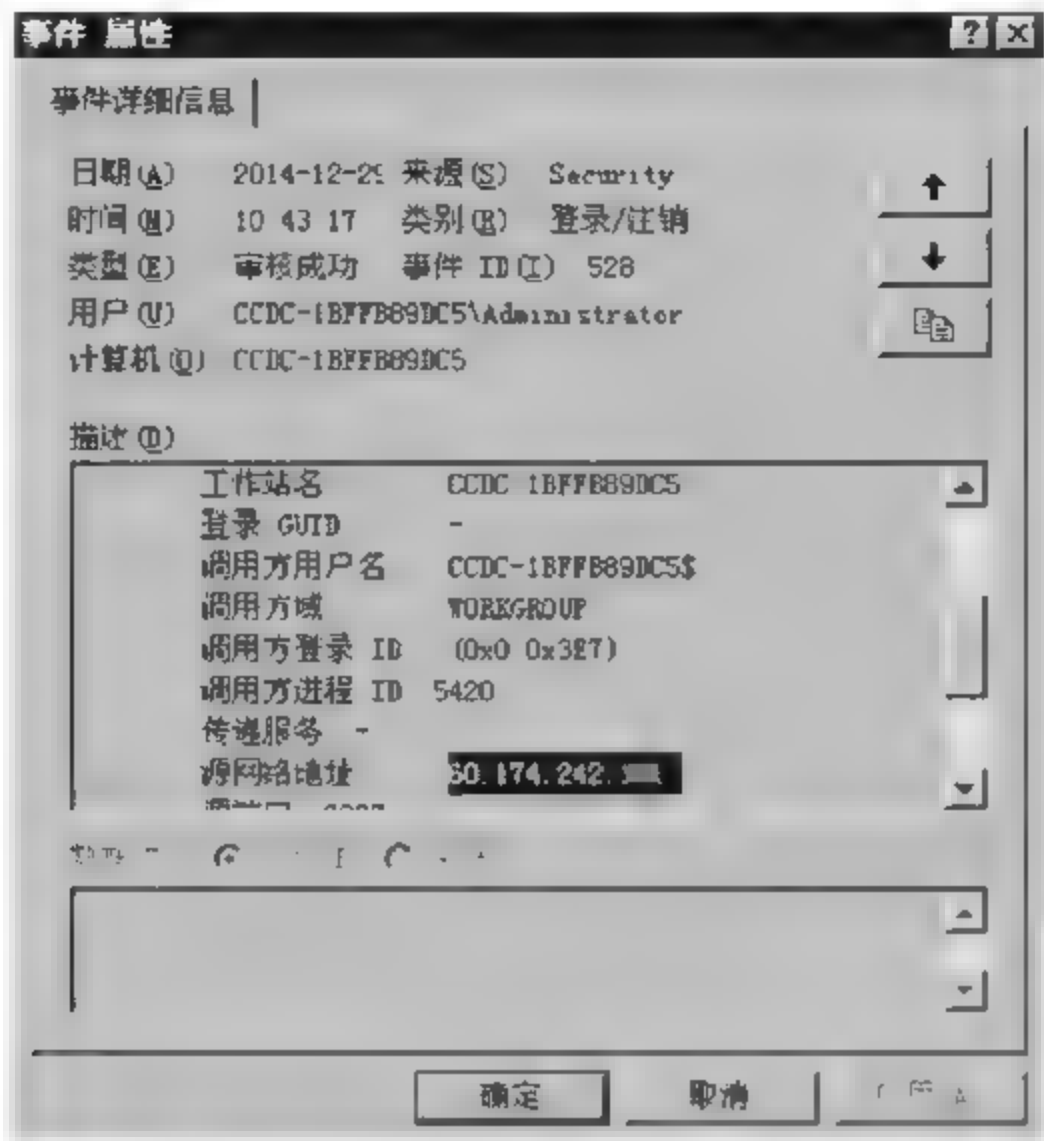 事件 属性
事件详细信息
日期(A) 2014-12-29 来源(S) Security
时间(M) 10 43 17 类别(R) 登录/注销
类型(E) 审核成功 事件 ID(I) 528
用户(U) CCDC-1BFFB89DC5\Administrator
计算机(O) CCDC-1BFFB89DC5
描述(D)
工作站名 CCDC 1BFFB89DC5
登录 GUID -
调用方用户名 CCDC-1BFFB89DC5$
调用方域 WORKGROUP
调用方登录 ID (0x0 0x3E7)
调用方进程 ID 5420
传递服务 -
源网络地址 60.174.242.
源端口
确定 取消